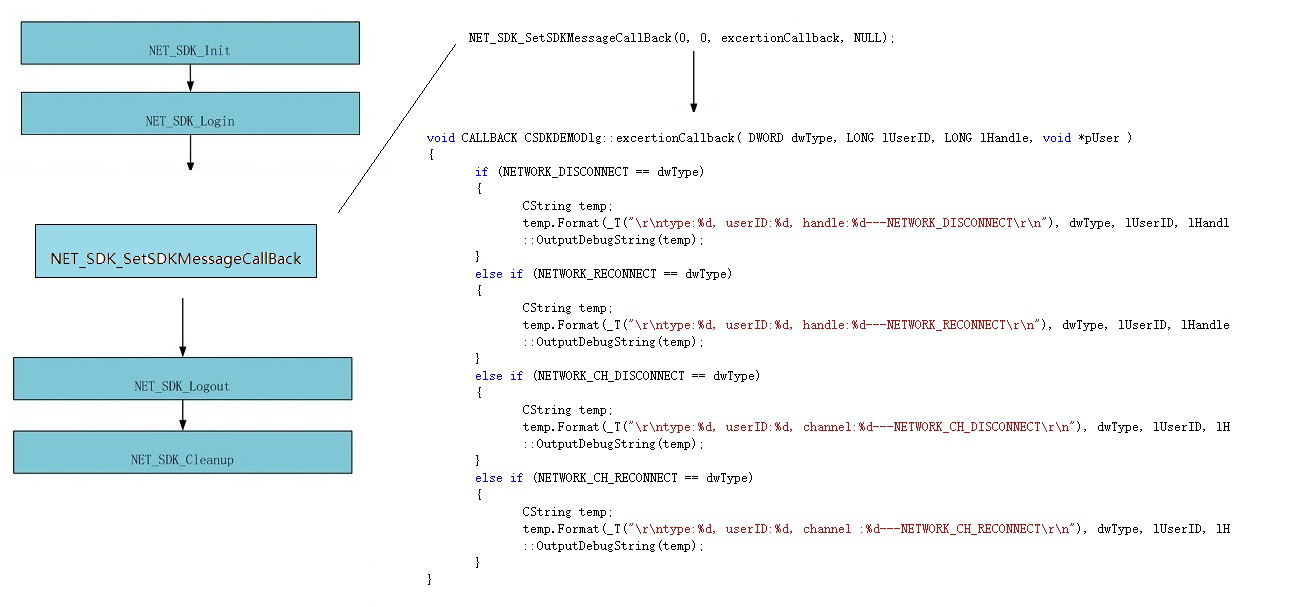 NET_SDK_Init
NET_SDK_Login
NET_SDK_SetSDKMessageCallBack
NET_SDK_Logout
NET_SDK_Cleanup
NET_SDK_SetSDKMessageCallBack(0, 0, excertionCallback, NULL);
void CALLBACK CSDKDEMODlg::excertionCallback( DWORD dwType, LONG lUserID, LONG lHandle, void *pUser )
{
if (NETWORK_DISCONNECT == dwType)
{
CString temp;
temp.Format(_T("\r\ntype:%d, userID:%d, handle:%d---NETWORK_DISCONNECT\r\n"), dwType, lUserID, lHandl
::OutputDebugString(temp);
}
else if (NETWORK_RECONNECT == dwType)
{
CString temp;
temp.Format(_T("\r\ntype:%d, userID:%d, handle:%d---NETWORK_RECONNECT\r\n"), dwType, lUserID, lHandle
::OutputDebugString(temp);
}
else if (NETWORK_CH_DISCONNECT == dwType)
{
CString temp;
temp.Format(_T("\r\ntype:%d, userID:%d, channel:%d---NETWORK_CH_DISCONNECT\r\n"), dwType, lUserID, lH
::OutputDebugString(temp);
}
else if (NETWORK_CH_RECONNECT == dwType)
{
CString temp;
temp.Format(_T("\r\ntype:%d, userID:%d, channel :%d---NETWORK_CH_RECONNECT\r\n"), dwType, lUserID, lH
::OutputDebugString(temp);
}
}